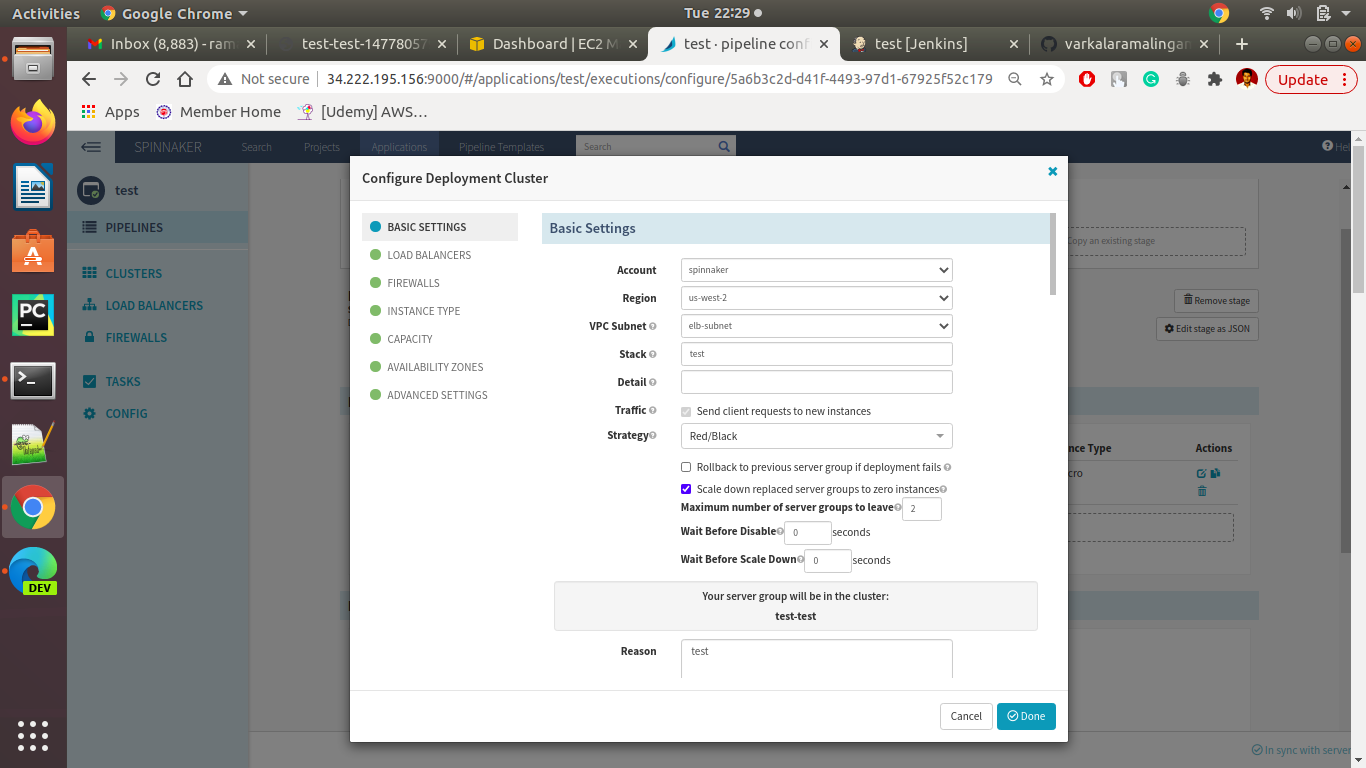 Activities
Google Chrome
Tue 22:29
Inbox (8,883) - ram
test-test-14778057
Dashboard | EC2 M
test · pipeline conf
test [Jenkins]
varkalaramalingam
Not secure
34.222.195.156:9000/#/applications/test/executions/configure/5a6b3c2d-d41f-4493-97d1-67925f52c179
Update
Apps
Member Home
[Udemy] AWS…
SPINNAKER
Search
Projects
Applications
Pipeline Templates
Search
test
PIPELINES
CLUSTERS
LOAD BALANCERS
FIREWALLS
TASKS
CONFIG
Copy an existing stage
Remove stage
Edit stage as JSON
Actions
In sync with server
Configure Deployment Cluster
BASIC SETTINGS
LOAD BALANCERS
FIREWALLS
INSTANCE TYPE
CAPACITY
AVAILABILITY ZONES
ADVANCED SETTINGS
Basic Settings
Account spinnaker
Region us-west-2
VPC Subnet elb-subnet
Stack test
Detail
Traffic Send client requests to new instances
Strategy Red/Black
Rollback to previous server group if deployment fails
Scale down replaced server groups to zero instances
Maximum number of server groups to leave 2
Wait Before Disable 0 seconds
Wait Before Scale Down 0 seconds
Your server group will be in the cluster:
test-test
Reason test
Cancel
Done
PC
DEV